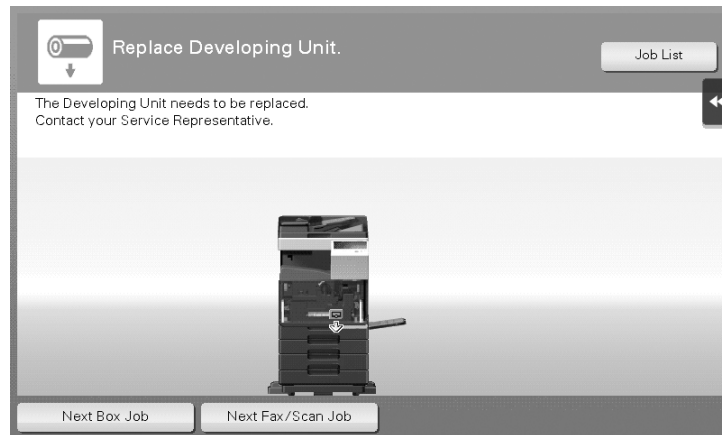 Replace Developing Unit.
Job List
The Developing Unit needs to be replaced.
Contact your Service Representative.
Next Box Job
Next Fax/Scan Job